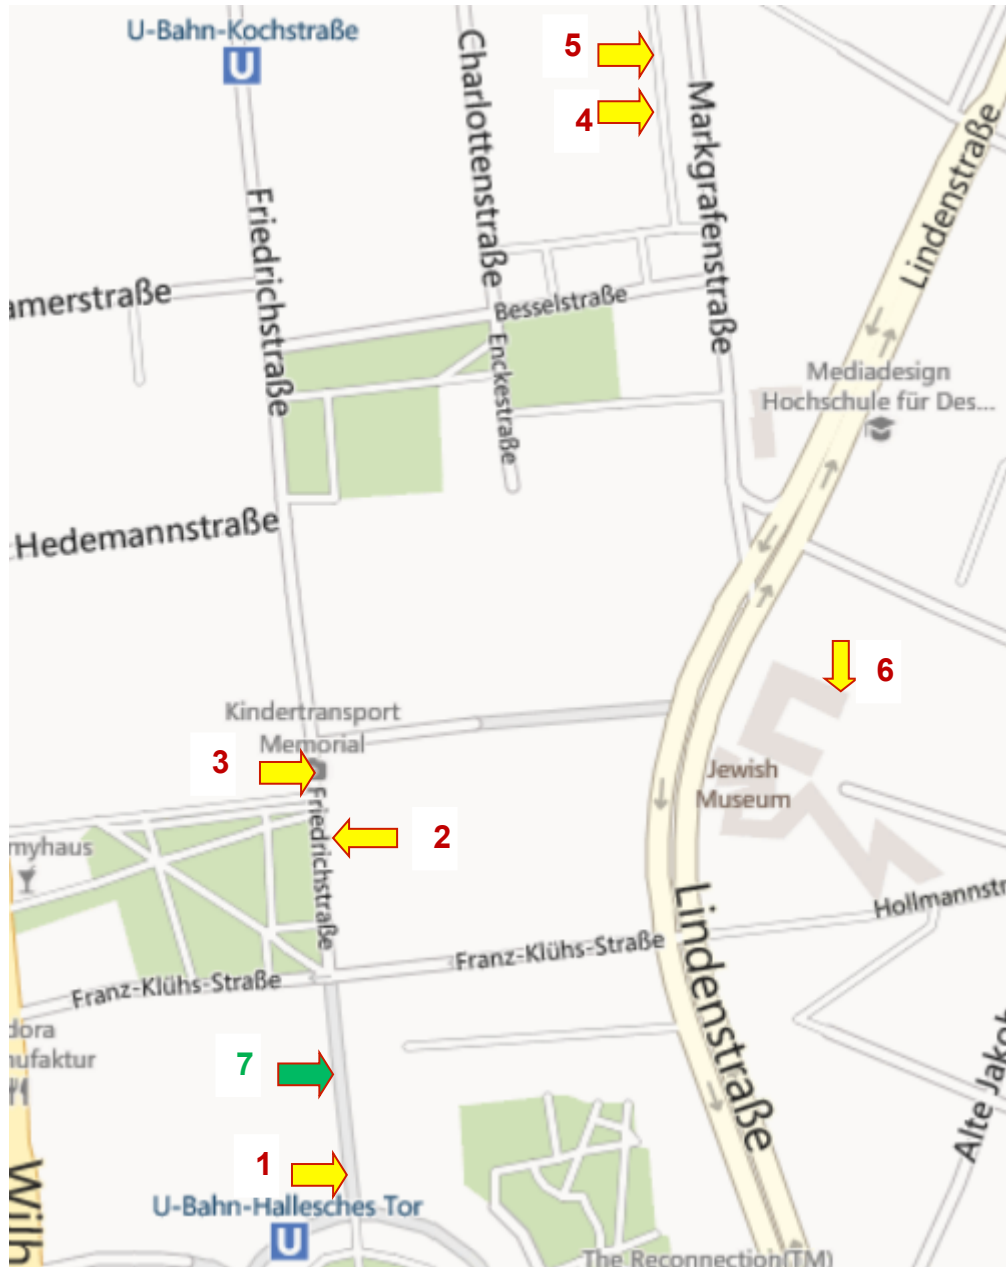 U-Bahn-Kochstraße
U
5
4
Charlottenstraße
Markgrafenstraße
Lindenstraße
Friedrichstraße
amerstraße
Besselstraße
Enckestraße
Mediadesign
Hochschule für Des...
Hedemannstraße
6
Kindertransport
Memorial
3
Jewish
Museum
2
Friedrichstraße
myhaus
Hollmannstr
Lindenstraße
Franz-Klühs-Straße
Franz-Klühs-Straße
dora
nufaktur
7
Alte Jakob
1
U-Bahn-Hallesches Tor
U
Wilh
The Reconnection(TM)